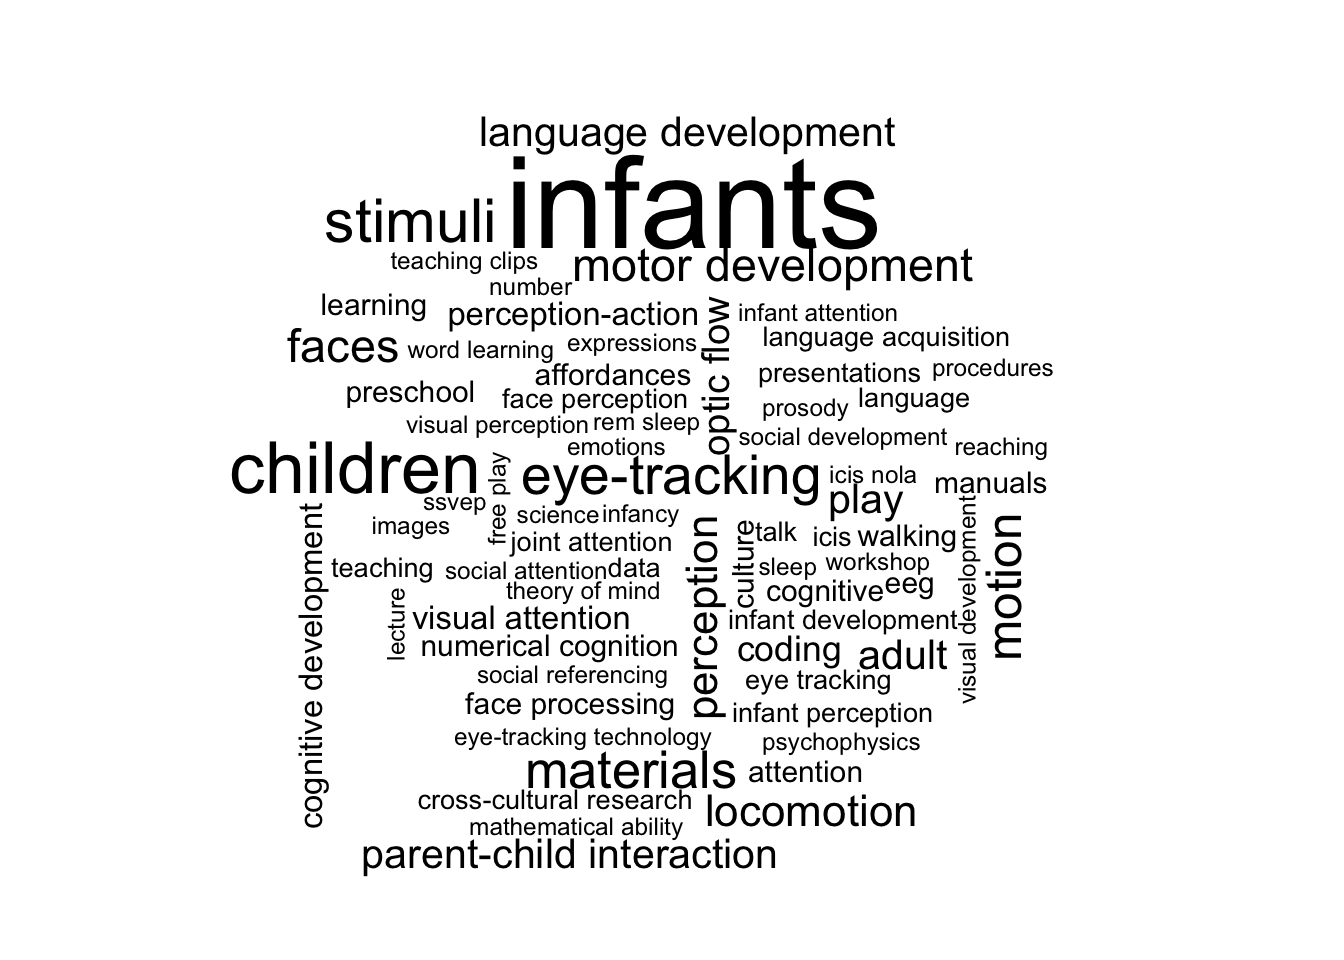 language development
infants
stimuli
teaching clips
motor development
number
learning
perception-action
optic flow
infant attention
faces
word learning
expressions
language acquisition
affordances
presentations
procedures
preschool
face perception
prosody
language
visual perception
rem sleep
emotions
social development
reaching
children
free play
eye-tracking
icis nola
manuals
ssvep
play
images
science
infancy
joint attention
perception
culture
talk
icis
walking
visual development
motion
cognitive development
teaching
social attention
data
sleep
workshop
theory of mind
cognitive
eeg
lecture
visual attention
infant development
numerical cognition
coding
adult
social referencing
eye tracking
face processing
infant perception
eye-tracking technology
psychophysics
materials
attention
cross-cultural research
locomotion
mathematical ability
parent-child interaction